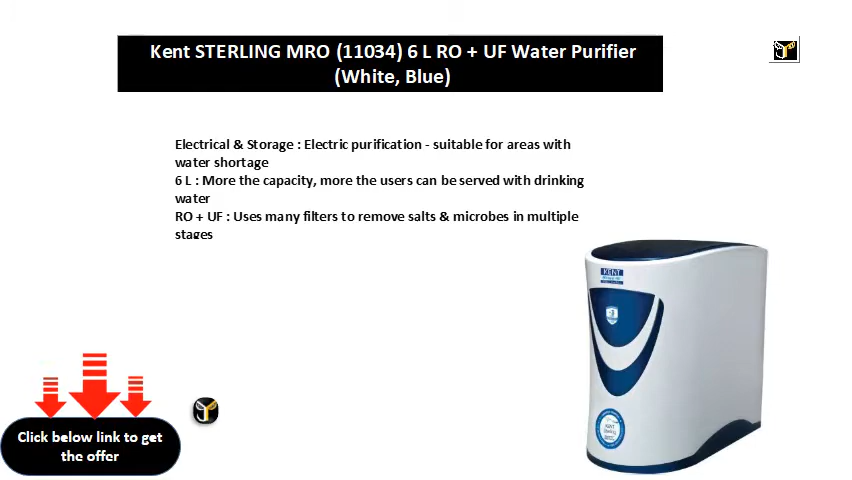 Kent STERLING MRO (11034) 6 L RO + UF Water Purifier
(White, Blue)
Electrical & Storage : Electric purification - suitable for areas with
water shortage
6 L : More the capacity, more the users can be served with drinking
water
RO + UF : Uses many filters to remove salts & microbes in multiple
stages
KENT
KENT
Click below link to get
the offer